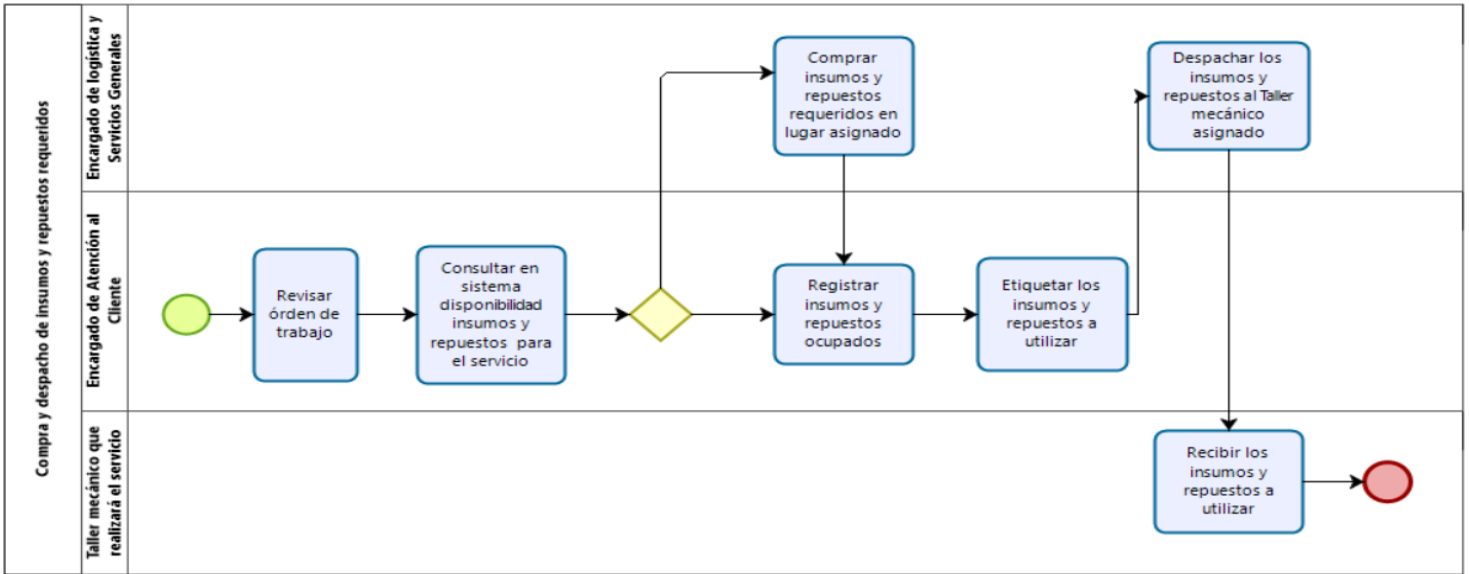 Compra y despacho de insumos y repuestos requeridos
Encargado de logística y
Servicios Generales
Comprar
insumos y
repuestos
requeridos en
lugar asignado
Despachar los
insumos y
repuestos al Taller
mecánico
asignado
Encargado de Atención al
Cliente
Revisar
órden de
trabajo
Consultar en
sistema
disponibilidad
insumos y
repuestos para
el servicio
Registrar
insumos y
repuestos
ocupados
Etiquetar los
insumos y
repuestos a
utilizar
Taller mecánico que
realizará el servicio
Recibir los
insumos y
repuestos a
utilizar